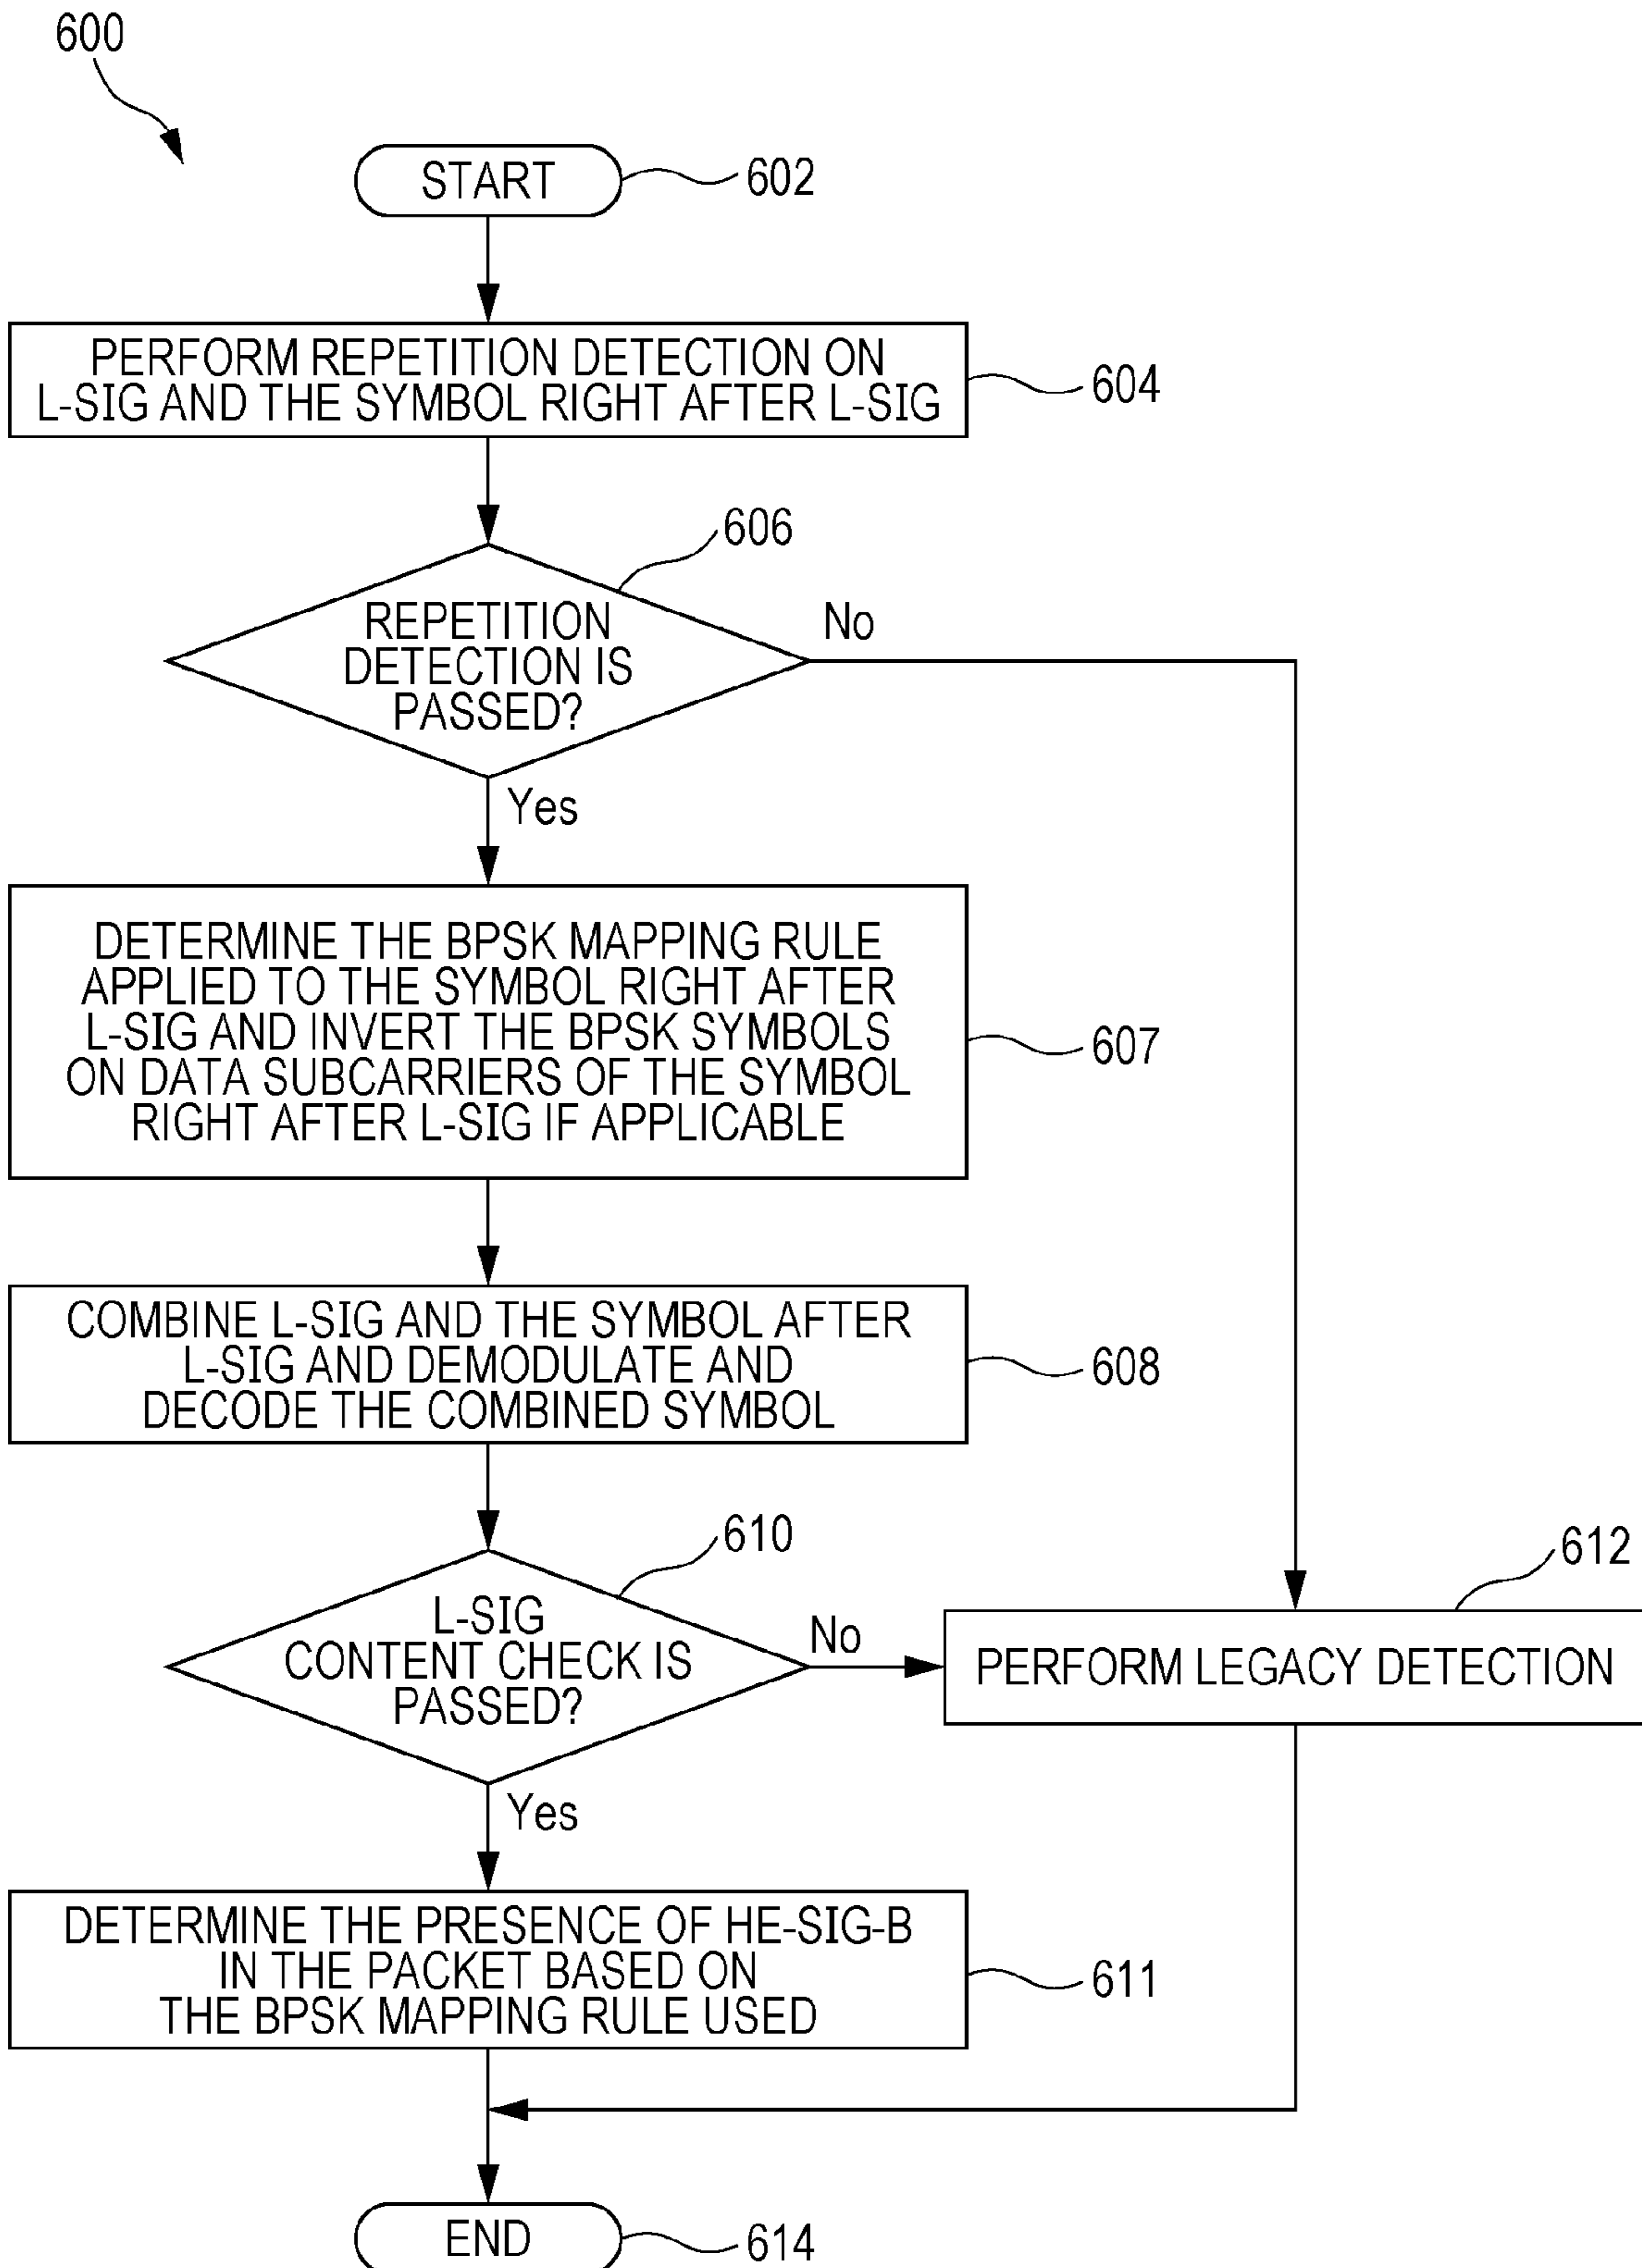 600
START
602
PERFORM REPETITION DETECTION ON
L-SIG AND THE SYMBOL RIGHT AFTER L-SIG
604
606
REPETITION
DETECTION IS
PASSED?
No
Yes
DETERMINE THE BPSK MAPPING RULE
APPLIED TO THE SYMBOL RIGHT AFTER
L-SIG AND INVERT THE BPSK SYMBOLS
ON DATA SUBCARRIERS OF THE SYMBOL
RIGHT AFTER L-SIG IF APPLICABLE
607
COMBINE L-SIG AND THE SYMBOL AFTER
L-SIG AND DEMODULATE AND
DECODE THE COMBINED SYMBOL
608
610
L-SIG
CONTENT CHECK IS
PASSED?
No
612
PERFORM LEGACY DETECTION
Yes
DETERMINE THE PRESENCE OF HE-SIG-B
IN THE PACKET BASED ON
THE BPSK MAPPING RULE USED
611
END
614